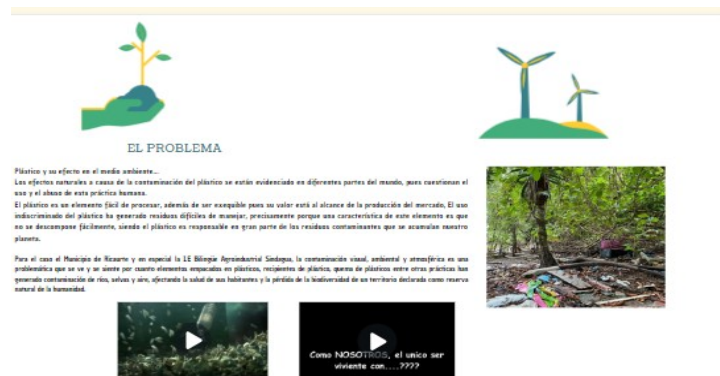 EL PROBLEMA
Plástico y su efecto en el medio ambiente...
Los efectos naturales a causa de la contaminación del plástico se están evidenciado en diferentes partes del mundo, pues cuestionan el
uso y el abuso de esta práctica humana.
El plástico es un elemento fácil de procesar, además de ser exequible pues su valor está al alcance de la producción del mercado, El uso
indiscriminado del plástico ha generado residuos difíciles de manejar, precisamente porque una característica de este elemento es que
no se descompone fácilmente, siendo el plástico es responsable en gran parte de los residuos contaminantes que se acumulan nuestro
planeta.
Para el caso el Municipio de Ricaurte y en especial la IE Bilingüe Agroindustrial Sindagua, la contaminación visual, ambiental y atmosférica es una
problemática que se ve y se siente por cuanto elementos empacados en plásticos, recipientes de plástico, quema de plásticos entre otras prácticas han
generado contaminación de ríos, selvas y aire, afectando la salud de sus habitantes y la pérdida de la biodiversidad de un territorio declarado como reserva
natural de la humanidad.
Como NOSOTROS, el unico ser
viviente con....????